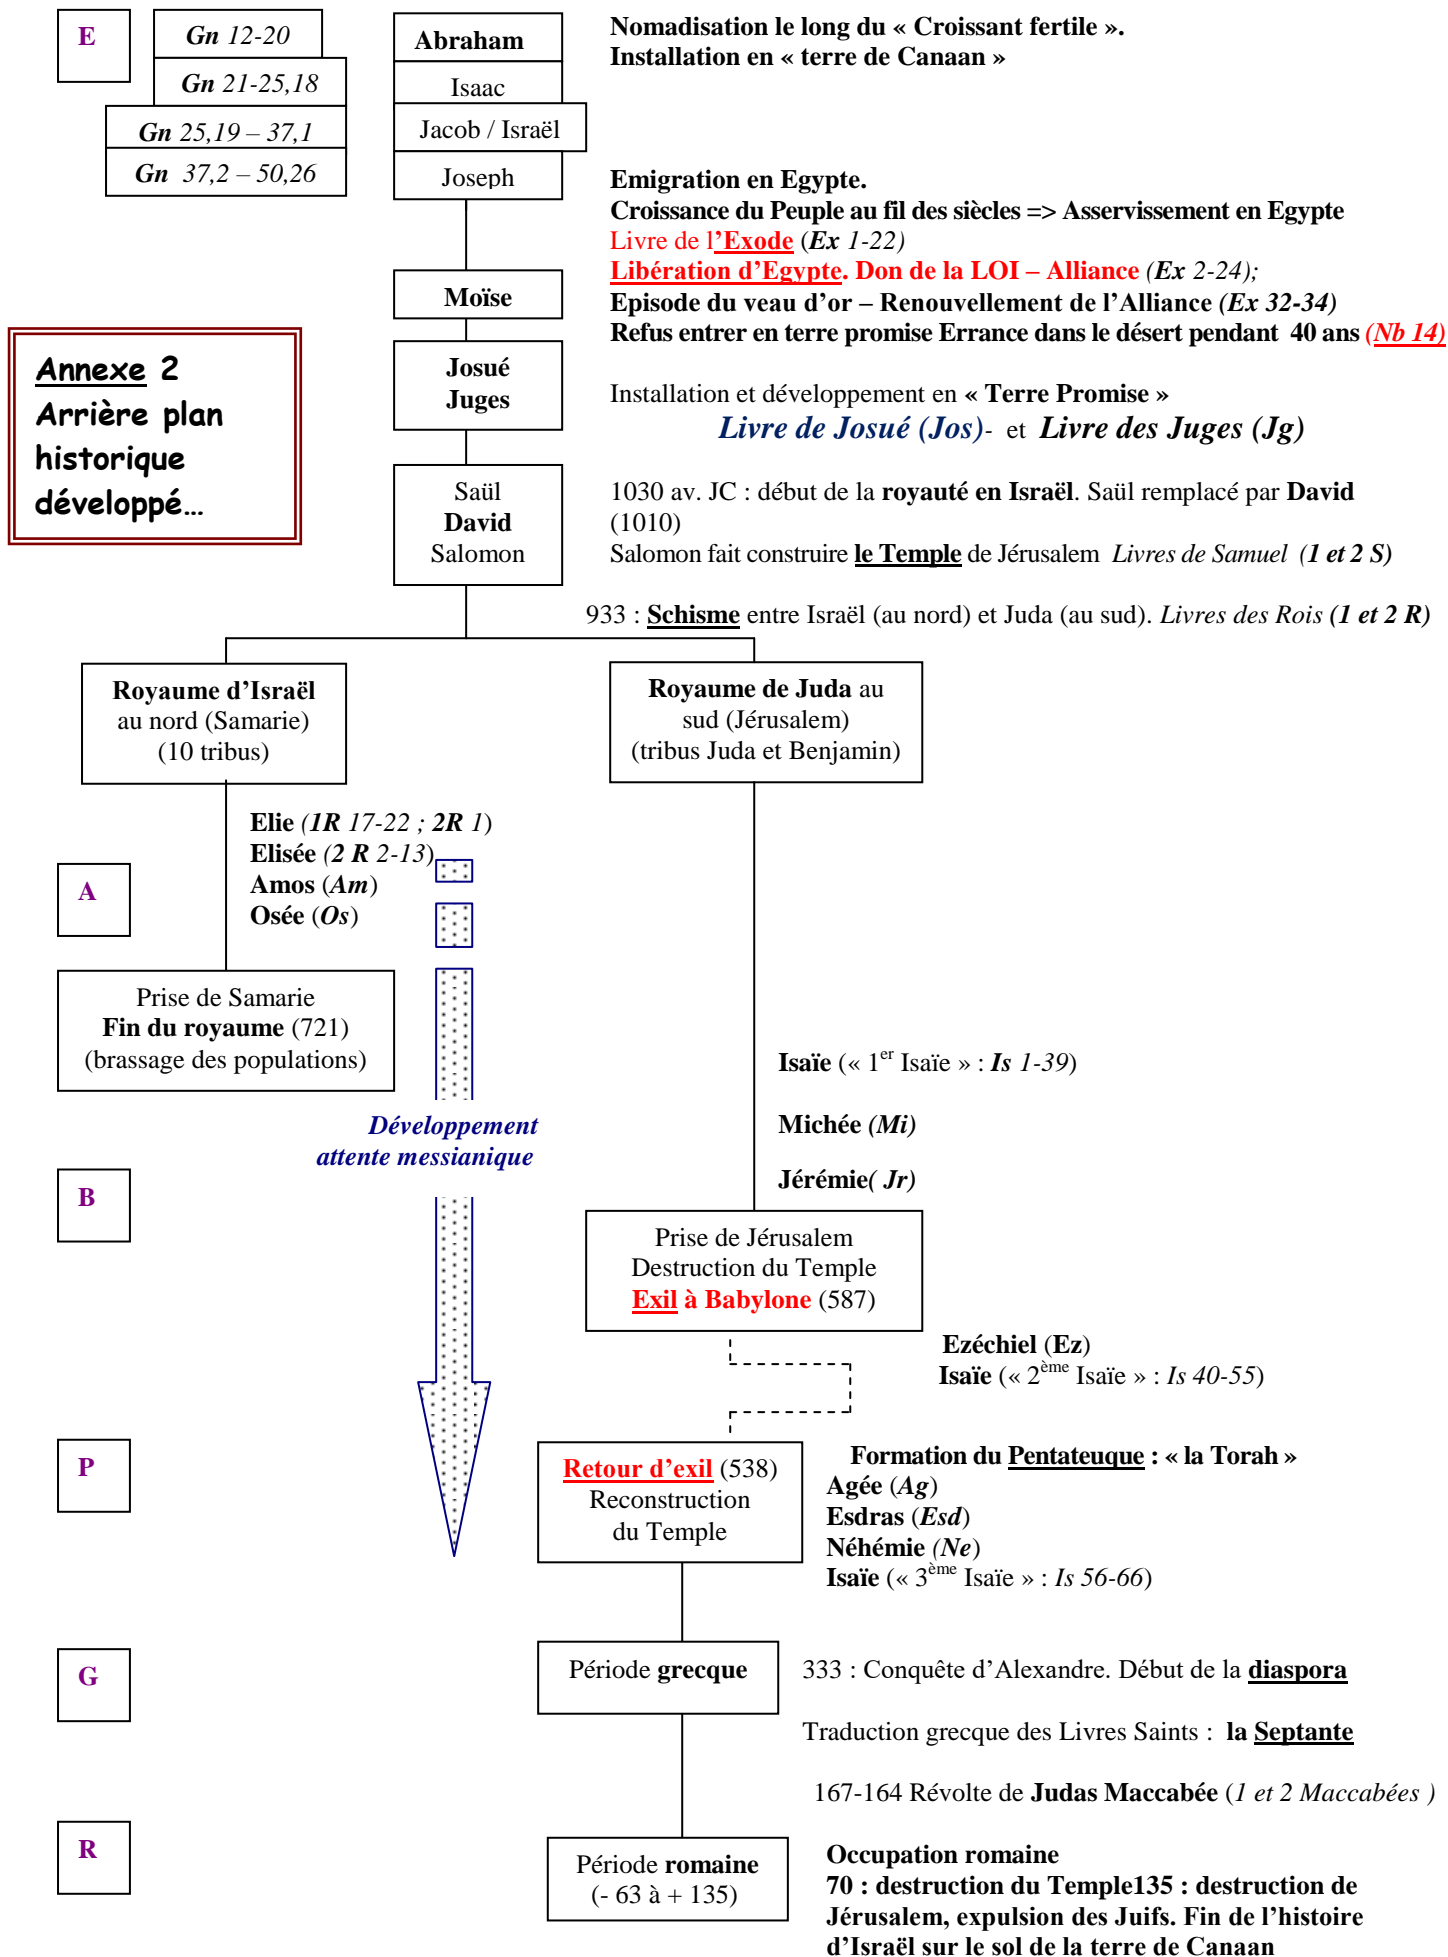 E
Gn 12-20
Abraham
Nomadisation le long du « Croissant fertile ».
Installation en « terre de Canaan »
Gn 21-25,18
Isaac
Gn 25,19 – 37,1
Jacob / Israël
Gn 37,2 – 50,26
Joseph
Emigration en Egypte.
Croissance du Peuple au fil des siècles => Asservissement en Egypte
Livre de l'Exode (Ex 1-22)
Libération d'Egypte. Don de la LOI – Alliance (Ex 2-24);
Moïse
Episode du veau d'or – Renouvellement de l'Alliance (Ex 32-34)
Refus entrer en terre promise Errance dans le désert pendant 40 ans (Nb 14)
Annexe 2
Arrière plan
historique
développé…
Josué
Juges
Installation et développement en « Terre Promise »
Livre de Josué (Jos)- et Livre des Juges (Jg)
Saül
David
Salomon
1030 av. JC : début de la royauté en Israël. Saül remplacé par David
(1010)
Salomon fait construire le Temple de Jérusalem Livres de Samuel (1 et 2 S)
933 : Schisme entre Israël (au nord) et Juda (au sud). Livres des Rois (1 et 2 R)
Royaume d'Israël
au nord (Samarie)
(10 tribus)
Royaume de Juda au
sud (Jérusalem)
(tribus Juda et Benjamin)
Elie (1R 17-22 ; 2R 1)
Elisée (2 R 2-13)
Amos (Am)
Osée (Os)
A
Prise de Samarie
Fin du royaume (721)
(brassage des populations)
Isaïe (« 1er Isaïe » : Is 1-39)
Michée (Mi)
Jérémie( Jr)
Développement
attente messianique
B
Prise de Jérusalem
Destruction du Temple
Exil à Babylone (587)
Ezéchiel (Ez)
Isaïe (« 2ème Isaïe » : Is 40-55)
P
Retour d'exil (538)
Reconstruction
du Temple
Formation du Pentateuque : « la Torah »
Agée (Ag)
Esdras (Esd)
Néhémie (Ne)
Isaïe (« 3ème Isaïe » : Is 56-66)
G
Période grecque
333 : Conquête d'Alexandre. Début de la diaspora
Traduction grecque des Livres Saints : la Septante
167-164 Révolte de Judas Maccabée (1 et 2 Maccabées )
R
Période romaine
(- 63 à + 135)
Occupation romaine
70 : destruction du Temple135 : destruction de
Jérusalem, expulsion des Juifs. Fin de l'histoire
d'Israël sur le sol de la terre de Canaan